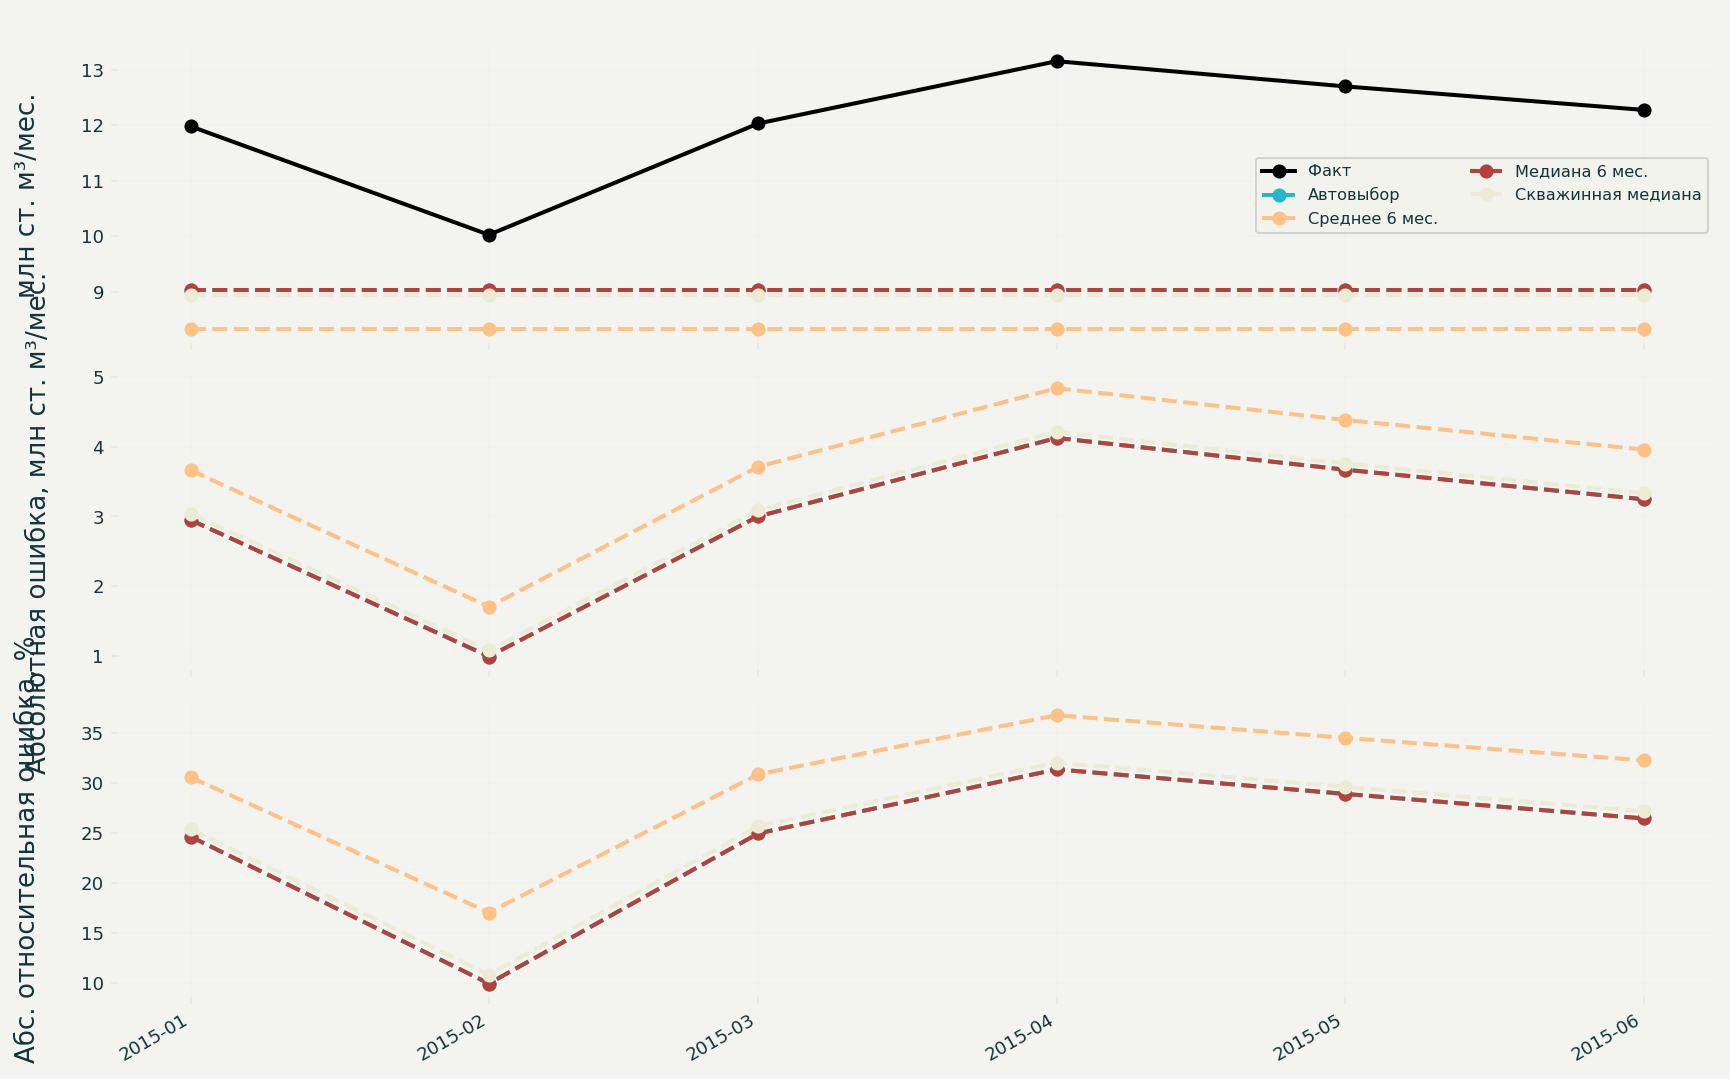 млн ст. м³/мес.
13
12
11
10
9
Факт
Автовыбор
Среднее 6 мес.
Медиана 6 мес.
Скважинная медиана
Абсолютная ошибка, млн ст. м³/мес.
5
4
3
2
1
Абс. относительная ошибка, %
35
30
25
20
15
10
2015-01
2015-02
2015-03
2015-04
2015-05
2015-06